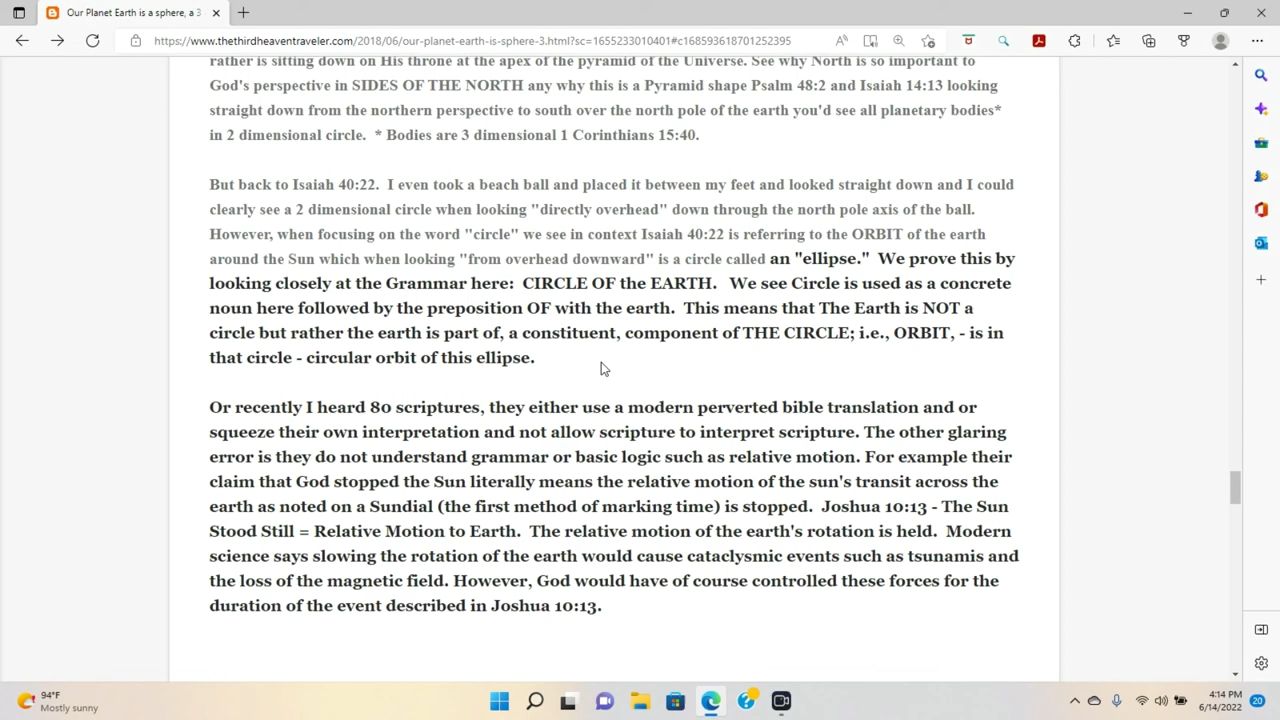 Our Planet Earth is a sphere, a 3
https://www.thethirdheaventraveler.com/2018/06/our-planet-earth-is-sphere-3.html?sc=1655233010401#c168593618701252395
rather is sitting down on His throne at the apex of the pyramid of the Universe. See why North is so important to
God's perspective in SIDES OF THE NORTH any why this is a Pyramid shape Psalm 48:2 and Isaiah 14:13 looking
straight down from the northern perspective to south over the north pole of the earth you'd see all planetary bodies*
in 2 dimensional circle. * Bodies are 3 dimensional 1 Corinthians 15:40.
But back to Isaiah 40:22. I even took a beach ball and placed it between my feet and looked straight down and I could
clearly see a 2 dimensional circle when looking "directly overhead" down through the north pole axis of the ball.
However, when focusing on the word "circle" we see in context Isaiah 40:22 is referring to the ORBIT of the earth
around the Sun which when looking "from overhead downward" is a circle called an "ellipse." We prove this by
looking closely at the Grammar here: CIRCLE OF the EARTH. We see Circle is used as a concrete
noun here followed by the preposition OF with the earth. This means that The Earth is NOT a
circle but rather the earth is part of, a constituent, component of THE CIRCLE; i.e., ORBIT, - is in
that circle - circular orbit of this ellipse.
Or recently I heard 80 scriptures, they either use a modern perverted bible translation and or
squeeze their own interpretation and not allow scripture to interpret scripture. The other glaring
error is they do not understand grammar or basic logic such as relative motion. For example their
claim that God stopped the Sun literally means the relative motion of the sun's transit across the
earth as noted on a Sundial (the first method of marking time) is stopped. Joshua 10:13 - The Sun
Stood Still = Relative Motion to Earth. The relative motion of the earth's rotation is held. Modern
science says slowing the rotation of the earth would cause cataclysmic events such as tsunamis and
the loss of the magnetic field. However, God would have of course controlled these forces for the
duration of the event described in Joshua 10:13.
94°F
Mostly sunny
4:14 PM
6/14/2022
20